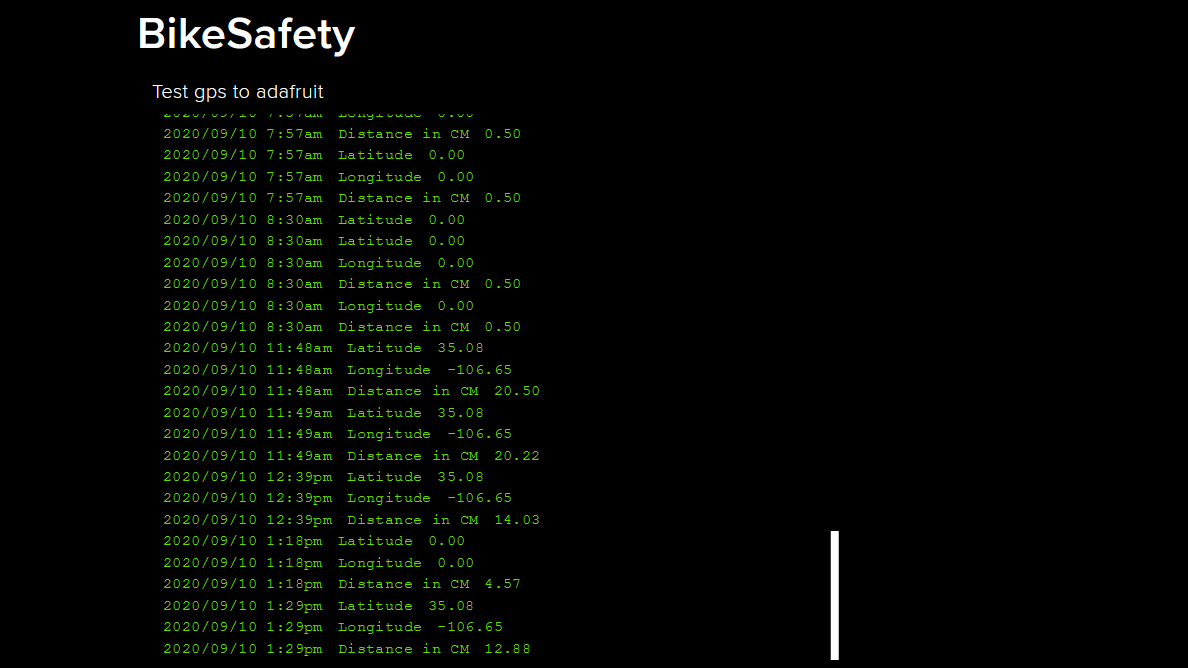 BikeSafety
Test gps to adafruit
2020/09/10 7:57am Longitude 0.00
2020/09/10 7:57am Distance in CM 0.50
2020/09/10 7:57am Latitude 0.00
2020/09/10 7:57am Longitude 0.00
2020/09/10 7:57am Distance in CM 0.50
2020/09/10 8:30am Latitude 0.00
2020/09/10 8:30am Latitude 0.00
2020/09/10 8:30am Longitude 0.00
2020/09/10 8:30am Distance in CM 0.50
2020/09/10 8:30am Longitude 0.00
2020/09/10 8:30am Distance in CM 0.50
2020/09/10 11:48am Latitude 35.08
2020/09/10 11:48am Longitude -106.65
2020/09/10 11:48am Distance in CM 20.50
2020/09/10 11:49am Latitude 35.08
2020/09/10 11:49am Longitude -106.65
2020/09/10 11:49am Distance in CM 20.22
2020/09/10 12:39pm Latitude 35.08
2020/09/10 12:39pm Longitude -106.65
2020/09/10 12:39pm Distance in CM 14.03
2020/09/10 1:18pm Latitude 0.00
2020/09/10 1:18pm Longitude 0.00
2020/09/10 1:18pm Distance in CM 4.57
2020/09/10 1:29pm Latitude 35.08
2020/09/10 1:29pm Longitude -106.65
2020/09/10 1:29pm Distance in CM 12.88